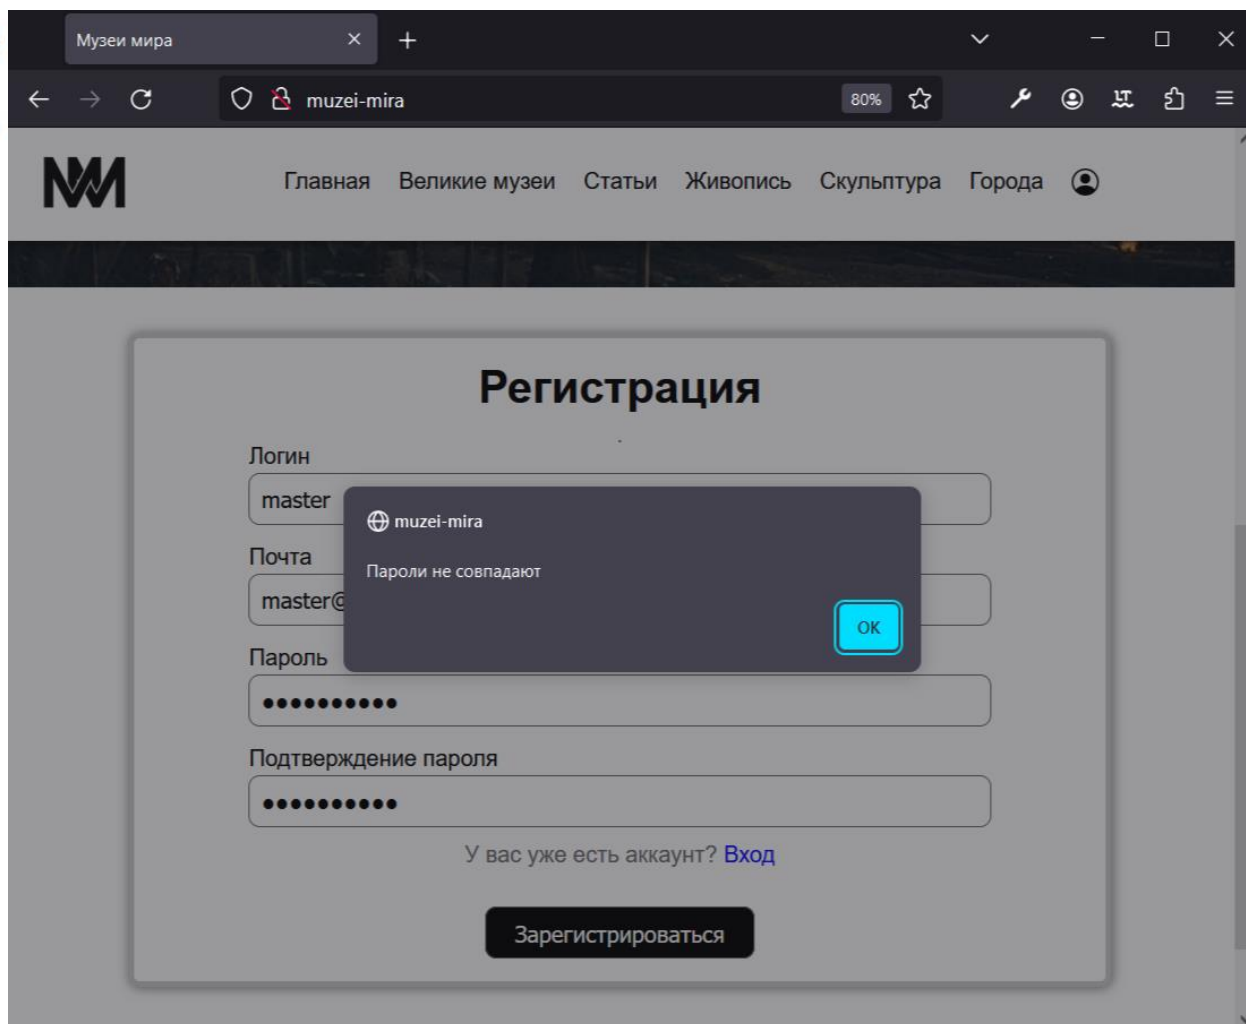 Музеи мира
muzei-mira
80%
Главная Великие музеи Статьи Живопись Скульптура Города
Регистрация
Логин
master
muzei-mira
Почта
Пароли не совпадают
master@
OK
Пароль
Подтверждение пароля
У вас уже есть аккаунт? Вход
Зарегистрироваться